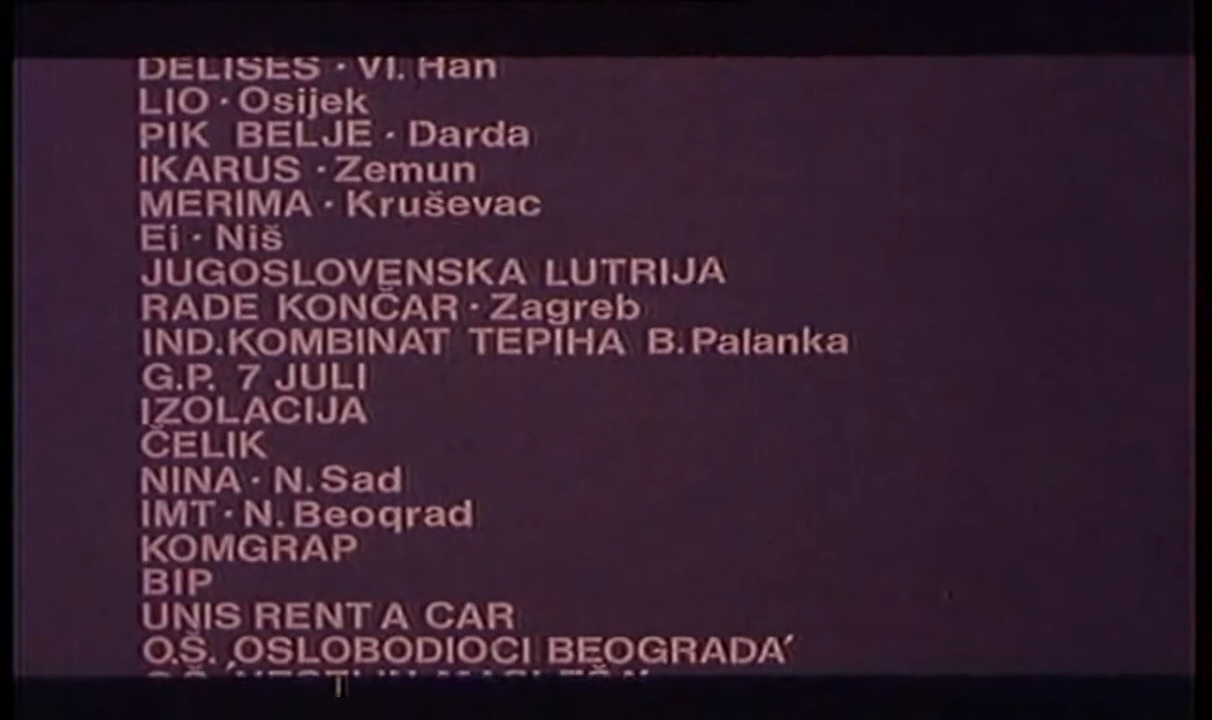 DELISES · Vl. Han
LIO · Osijek
PIK BELJE · Darda
IKARUS · Zemun
MERIMA · Kruševac
Ei · Niš
JUGOSLOVENSKA LUTRIJA
RADE KONČAR · Zagreb
IND.KOMBINAT TEPIHA B.Palanka
G.P. 7 JULI
IZOLACIJA
ČELIK
NINA · N.Sad
IMT · N.Beograd
KOMGRAP
BIP
UNIS RENT A CAR
O.Š. ‚OSLOBODIOCI BEOGRADA’